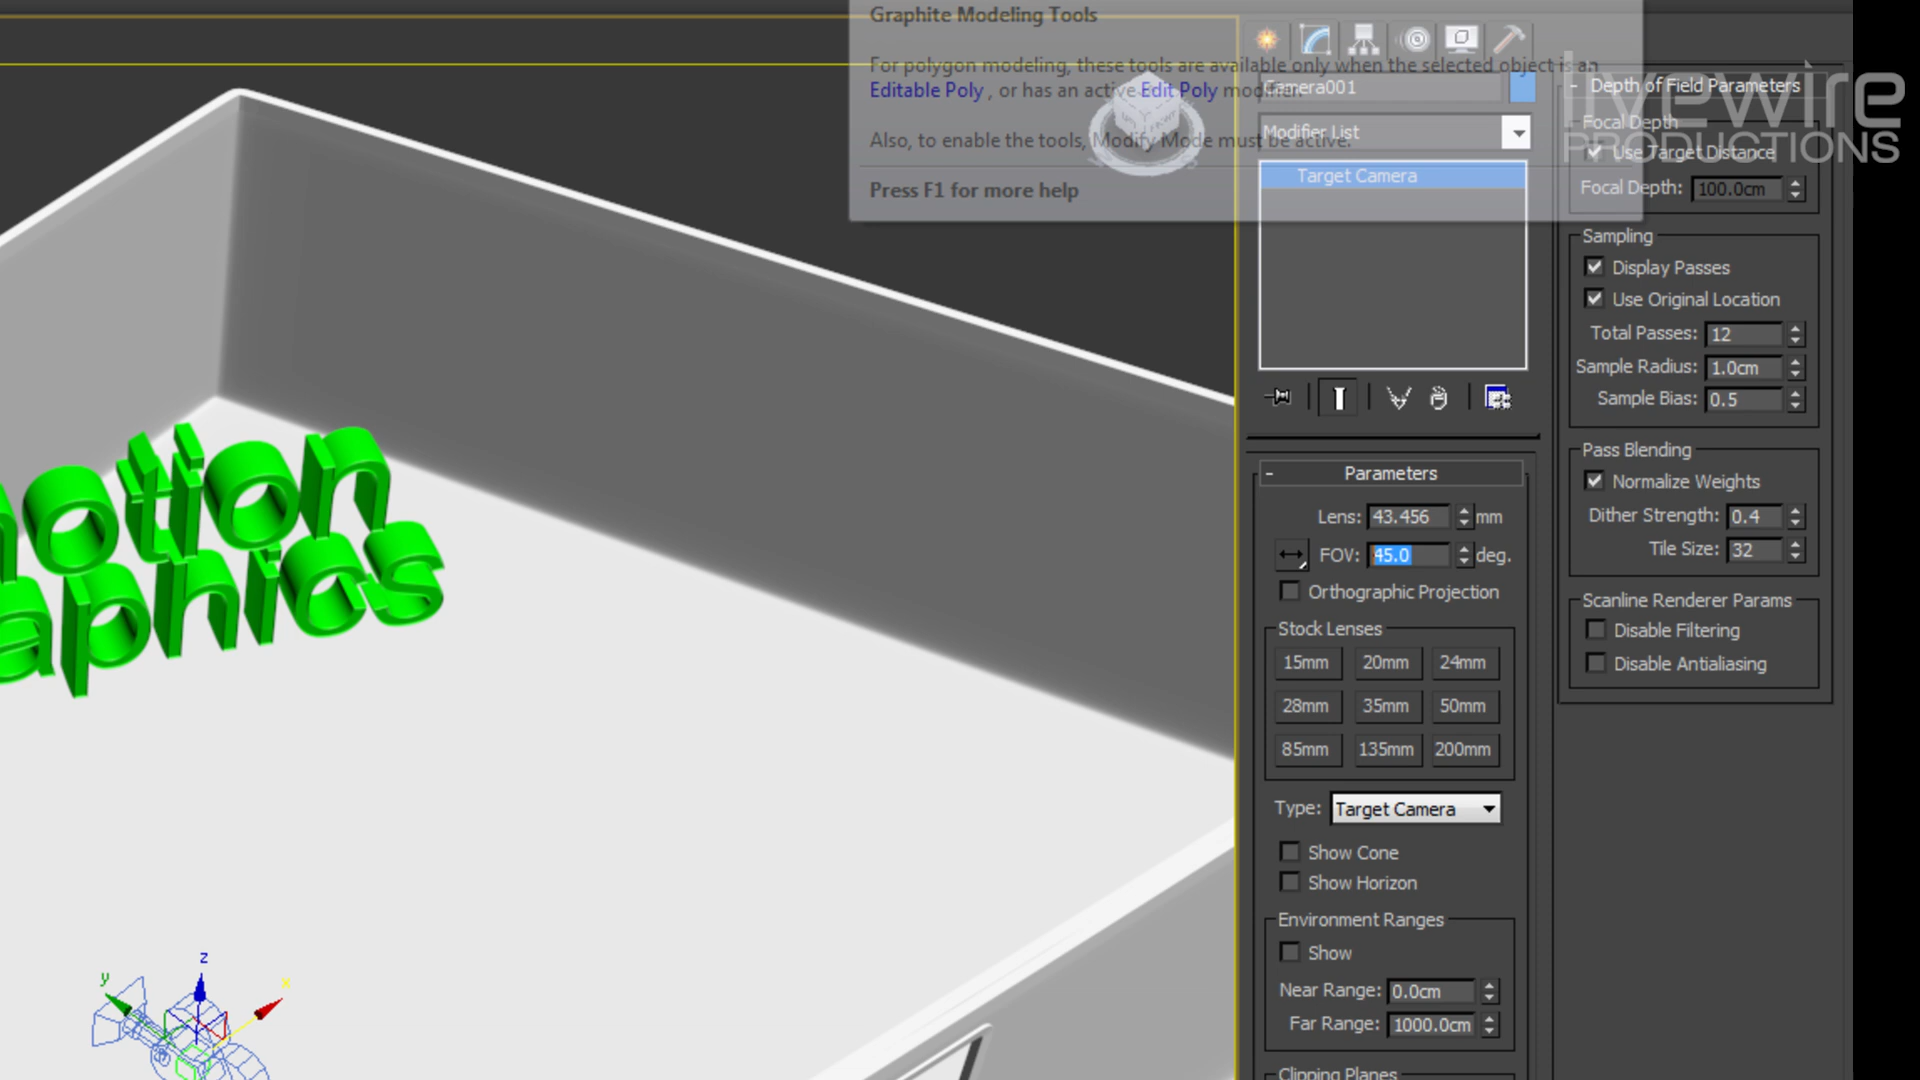 Graphite Modeling Tools
For polygon modeling, these tools are available only when the selected object is an
Editable Poly , or has an active Edit Poly modifier.
Also, to enable the tools, Modify Mode must be active.
Press F1 for more help
livewire
PRODUCTIONS
Camera001
Modifier List
Target Camera
- Parameters
Lens: 43.456 mm
FOV: 45.0 deg.
Orthographic Projection
Stock Lenses
15mm 20mm 24mm
28mm 35mm 50mm
85mm 135mm 200mm
Type: Target Camera
Show Cone
Show Horizon
Environment Ranges
Show
Near Range: 0.0cm
Far Range: 1000.0cm
Clipping Planes
- Depth of Field Parameters
Focal Depth
Use Target Distance
Focal Depth: 100.0cm
Sampling
Display Passes
Use Original Location
Total Passes: 12
Sample Radius: 1.0cm
Sample Bias: 0.5
Pass Blending
Normalize Weights
Dither Strength: 0.4
Tile Size: 32
Scanline Renderer Params
Disable Filtering
Disable Antialiasing
otion
aphics
z
y
x